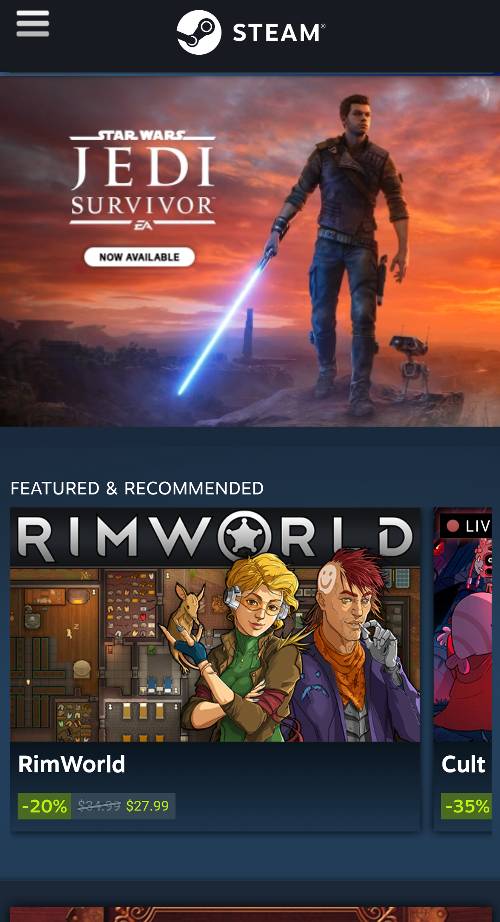 STEAM®
STAR WARS
JEDI
SURVIVOR
EA
NOW AVAILABLE
FEATURED & RECOMMENDED
RIMWORLD
LIV
RimWorld
Cult
-20% $34.99 $27.99
-35%